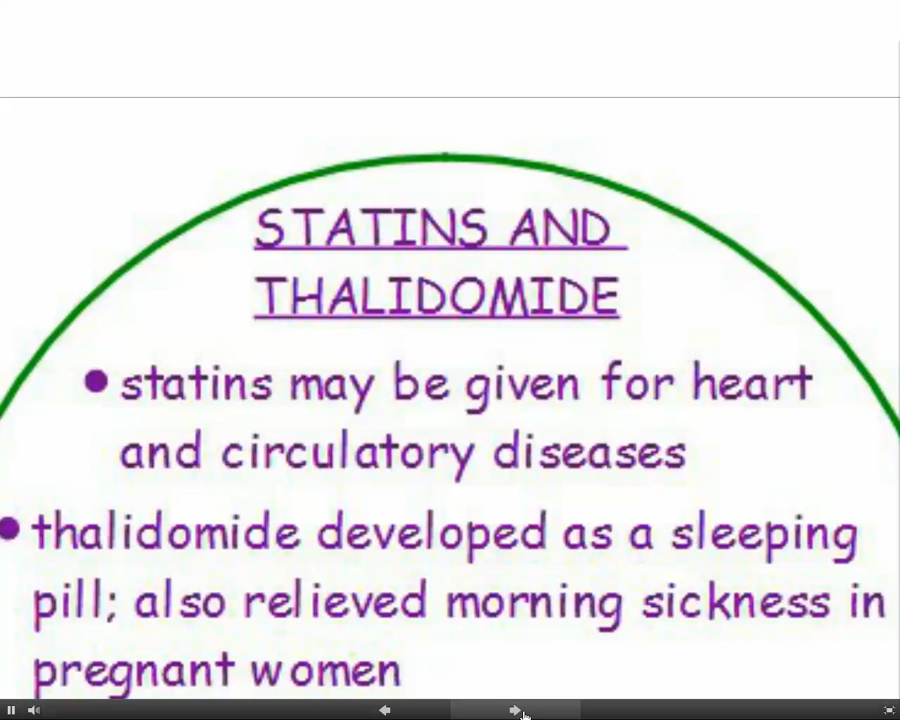 STATINS AND
THALIDOMIDE
• statins may be given for heart
and circulatory diseases
• thalidomide developed as a sleeping
pill; also relieved morning sickness in
pregnant women